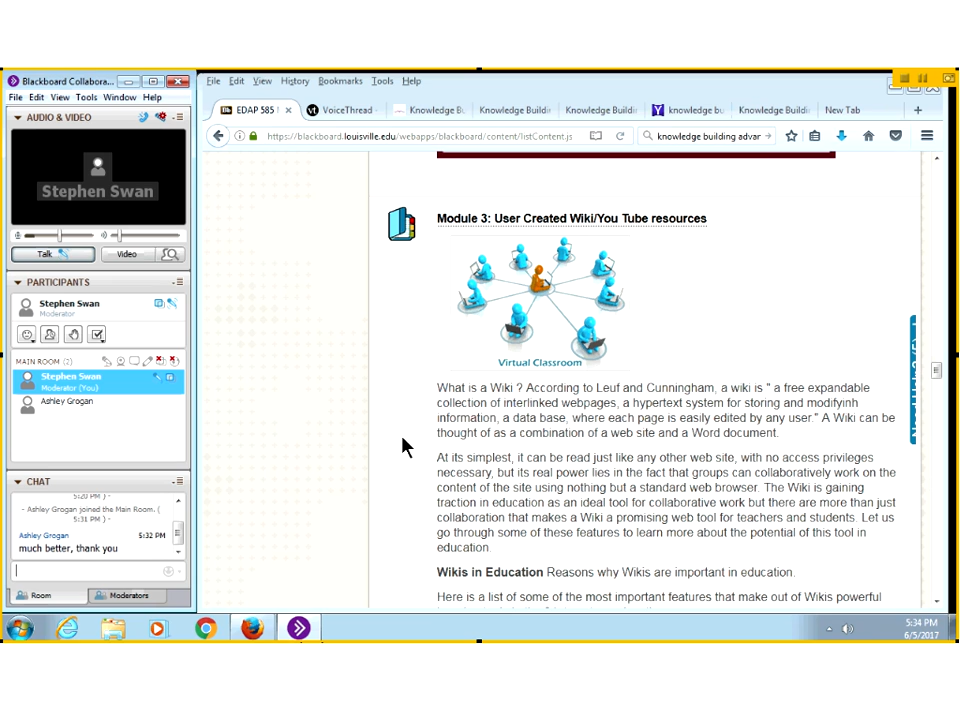 Blackboard Collabora...
File Edit View Tools Window Help
AUDIO & VIDEO
Stephen Swan
Talk
Video
PARTICIPANTS
Stephen Swan
Moderator
MAIN ROOM (2)
Stephen Swan
Moderator (You)
Ashley Grogan
CHAT
5:20 PM ) -
- Ashley Grogan joined the Main Room. (
5:31 PM ) -
Ashley Grogan 5:32 PM
much better, thank you
Room
Moderators
File Edit View History Bookmarks Tools Help
Bb EDAP 585
vt VoiceThread
Knowledge Bu
Knowledge Buildi
Knowledge Buildi
knowledge bu
Knowledge Buildi
New Tab
https://blackboard.louisville.edu/webapps/blackboard/content/listContent.js
knowledge building advar
Module 3: User Created Wiki/You Tube resources
Virtual Classroom
What is a Wiki ? According to Leuf and Cunningham, a wiki is " a free expandable
collection of interlinked webpages, a hypertext system for storing and modifyinh
information, a data base, where each page is easily edited by any user." A Wiki can be
thought of as a combination of a web site and a Word document.
At its simplest, it can be read just like any other web site, with no access privileges
necessary, but its real power lies in the fact that groups can collaboratively work on the
content of the site using nothing but a standard web browser. The Wiki is gaining
traction in education as an ideal tool for collaborative work but there are more than just
collaboration that makes a Wiki a promising web tool for teachers and students. Let us
go through some of these features to learn more about the potential of this tool in
education.
Wikis in Education Reasons why Wikis are important in education.
Here is a list of some of the most important features that make out of Wikis powerful
5:34 PM
6/5/2017